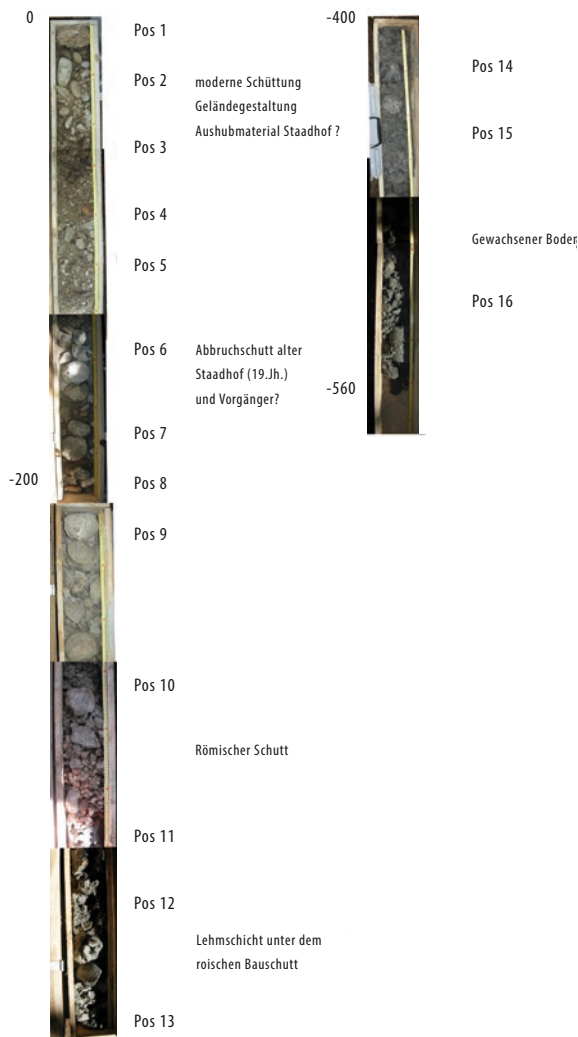 0
Pos 1
Pos 2
moderne Schüttung
Geländegestaltung
Aushubmaterial Staadhof ?
Pos 3
Pos 4
Pos 5
Pos 6
Abbruchschutt alter
Staadhof (19.Jh.)
und Vorgänger?
Pos 7
-200
Pos 8
Pos 9
Pos 10
Römischer Schutt
Pos 11
Pos 12
Lehmschicht unter dem
roischen Bauschutt
Pos 13
-400
Pos 14
Pos 15
Gewachsener Boden
Pos 16
-560